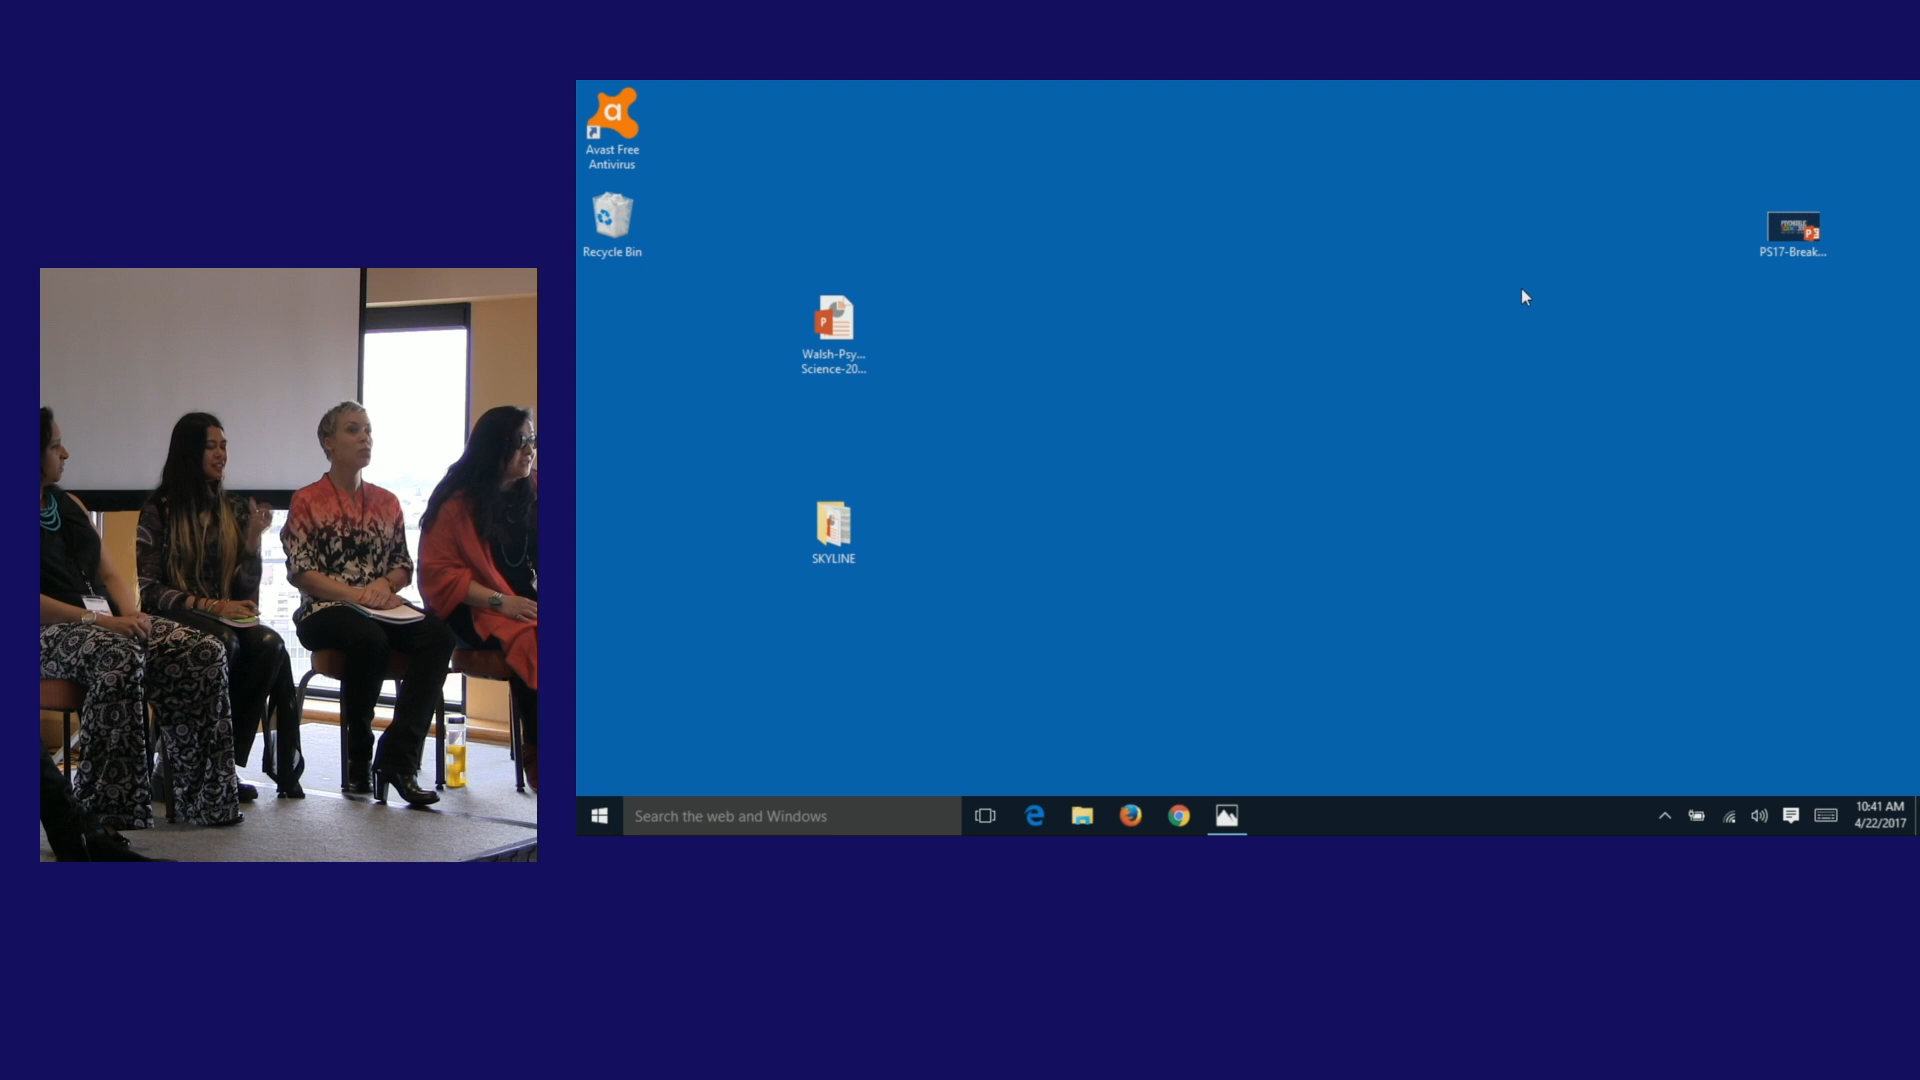 Avast Free
Antivirus
Recycle Bin
PS17-Break...
Walsh-Psy...
Science-20...
SKYLINE
Search the web and Windows
10:41 AM
4/22/2017